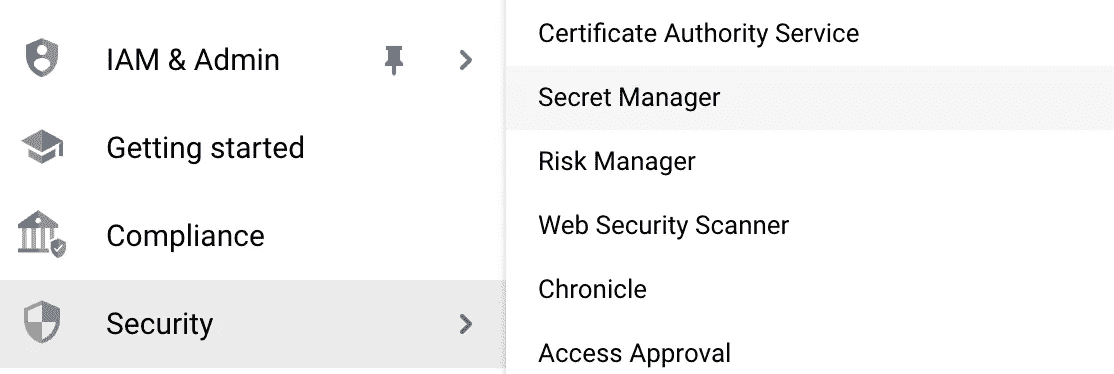 IAM & Admin
Getting started
Compliance
Security
Certificate Authority Service
Secret Manager
Risk Manager
Web Security Scanner
Chronicle
Access Approval